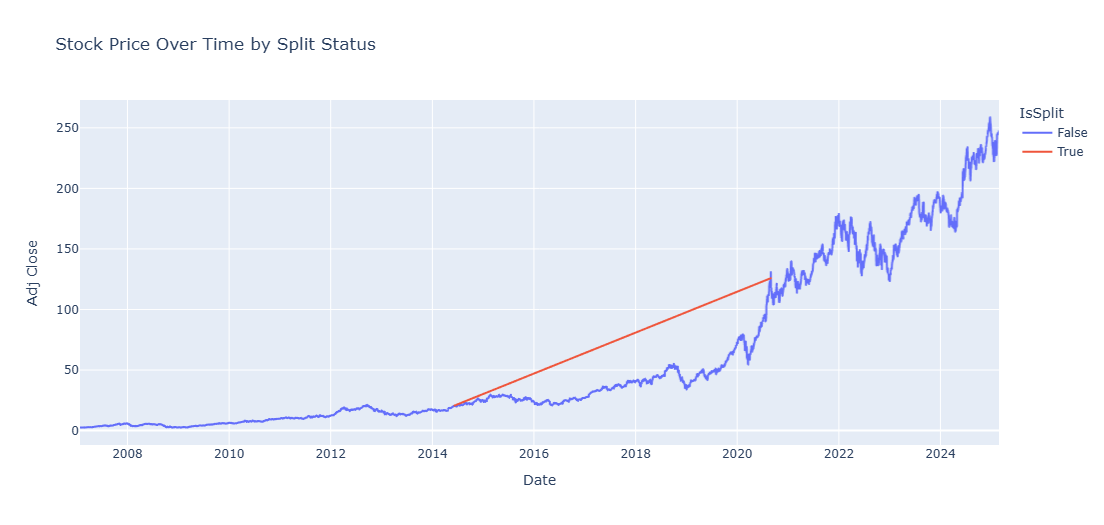 Stock Price Over Time by Split Status
IsSplit
False
True
Adj Close
250
200
150
100
50
0
2008 2010 2012 2014 2016 2018 2020 2022 2024
Date